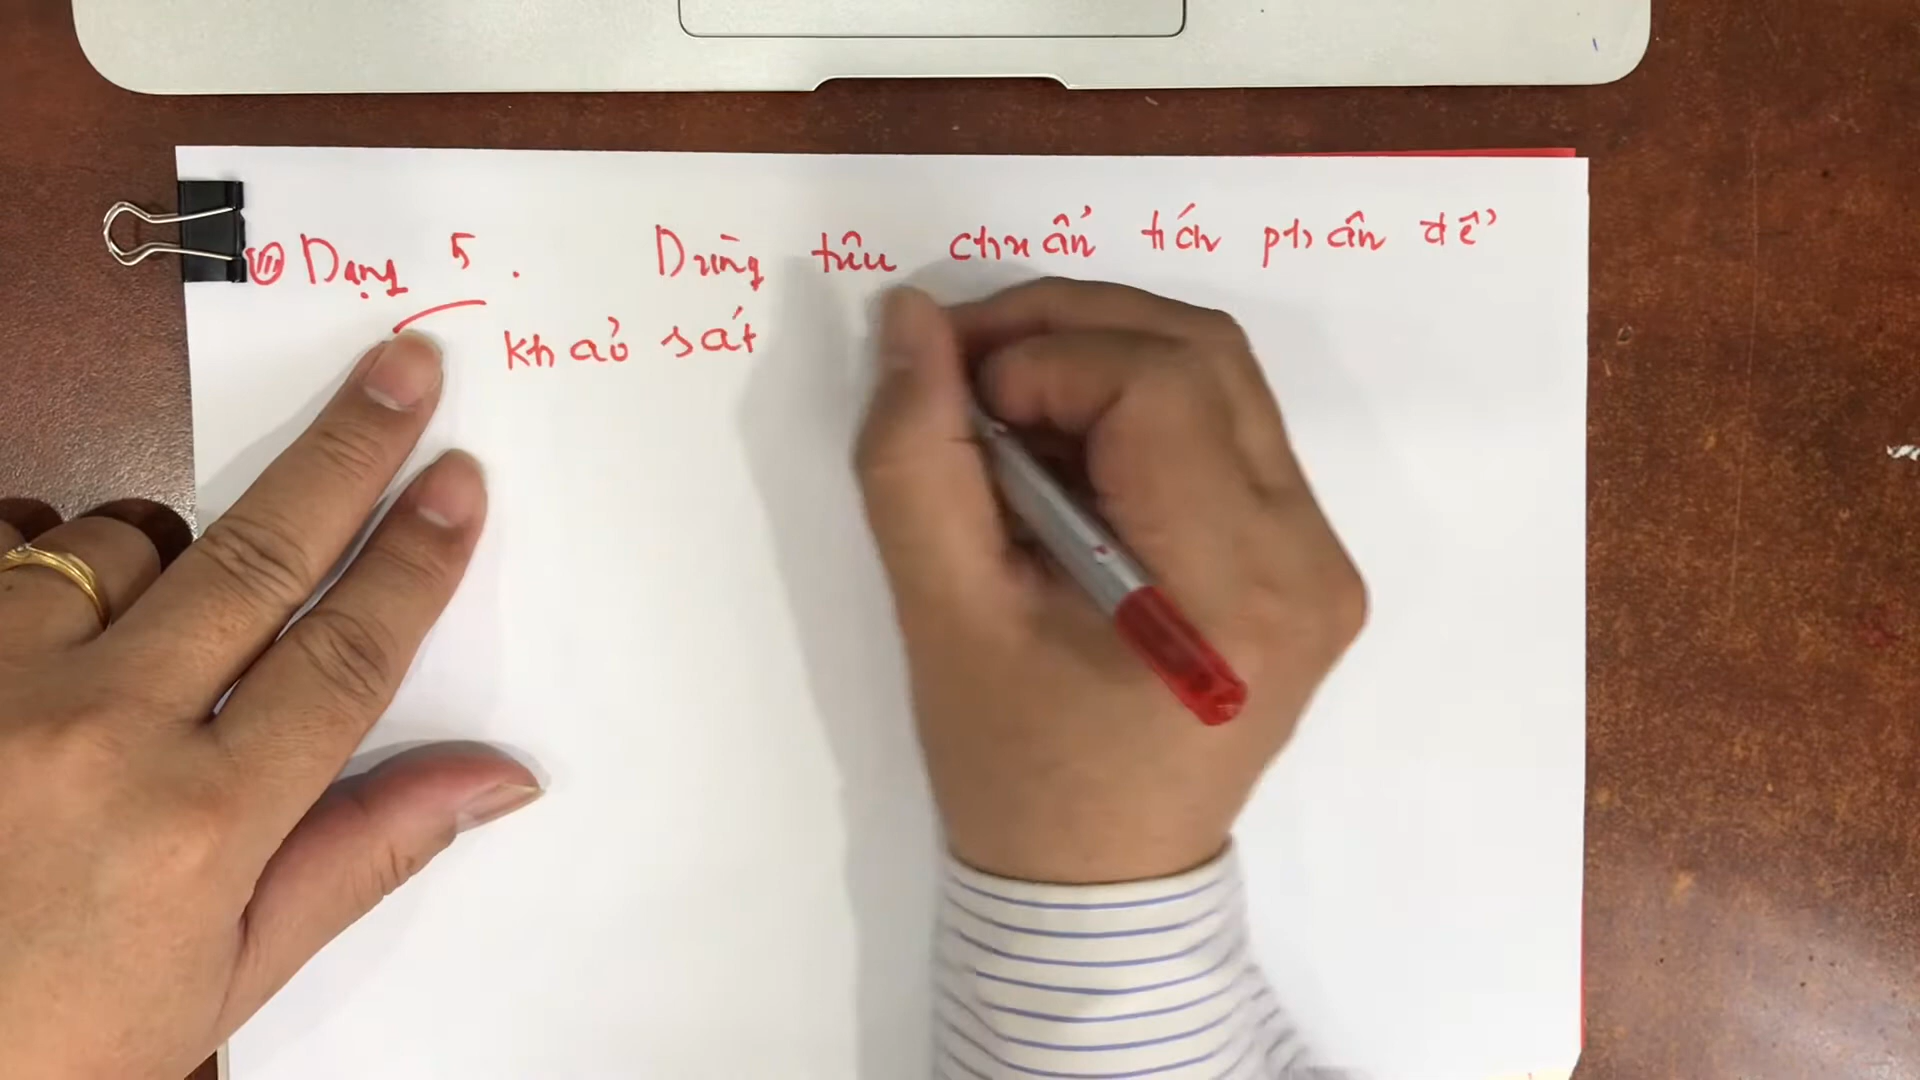 Dạng 5. Dùng tiêu chuẩn tích phân để
khảo sát